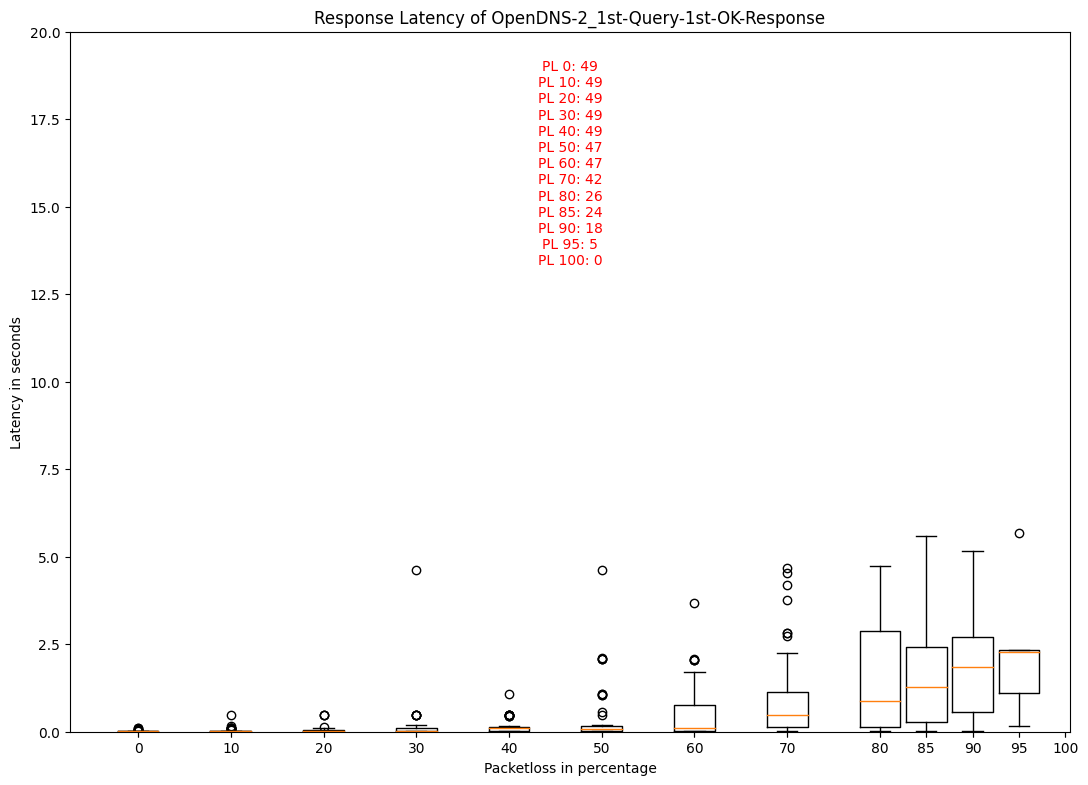 Response Latency of OpenDNS-2_1st-Query-1st-OK-Response
20.0
17.5
15.0
12.5
10.0
7.5
5.0
2.5
0.0
Latency in seconds
PL 0: 49
PL 10: 49
PL 20: 49
PL 30: 49
PL 40: 49
PL 50: 47
PL 60: 47
PL 70: 42
PL 80: 26
PL 85: 24
PL 90: 18
PL 95: 5
PL 100: 0
0 10 20 30 40 50 60 70 80 85 90 95 100
Packetloss in percentage